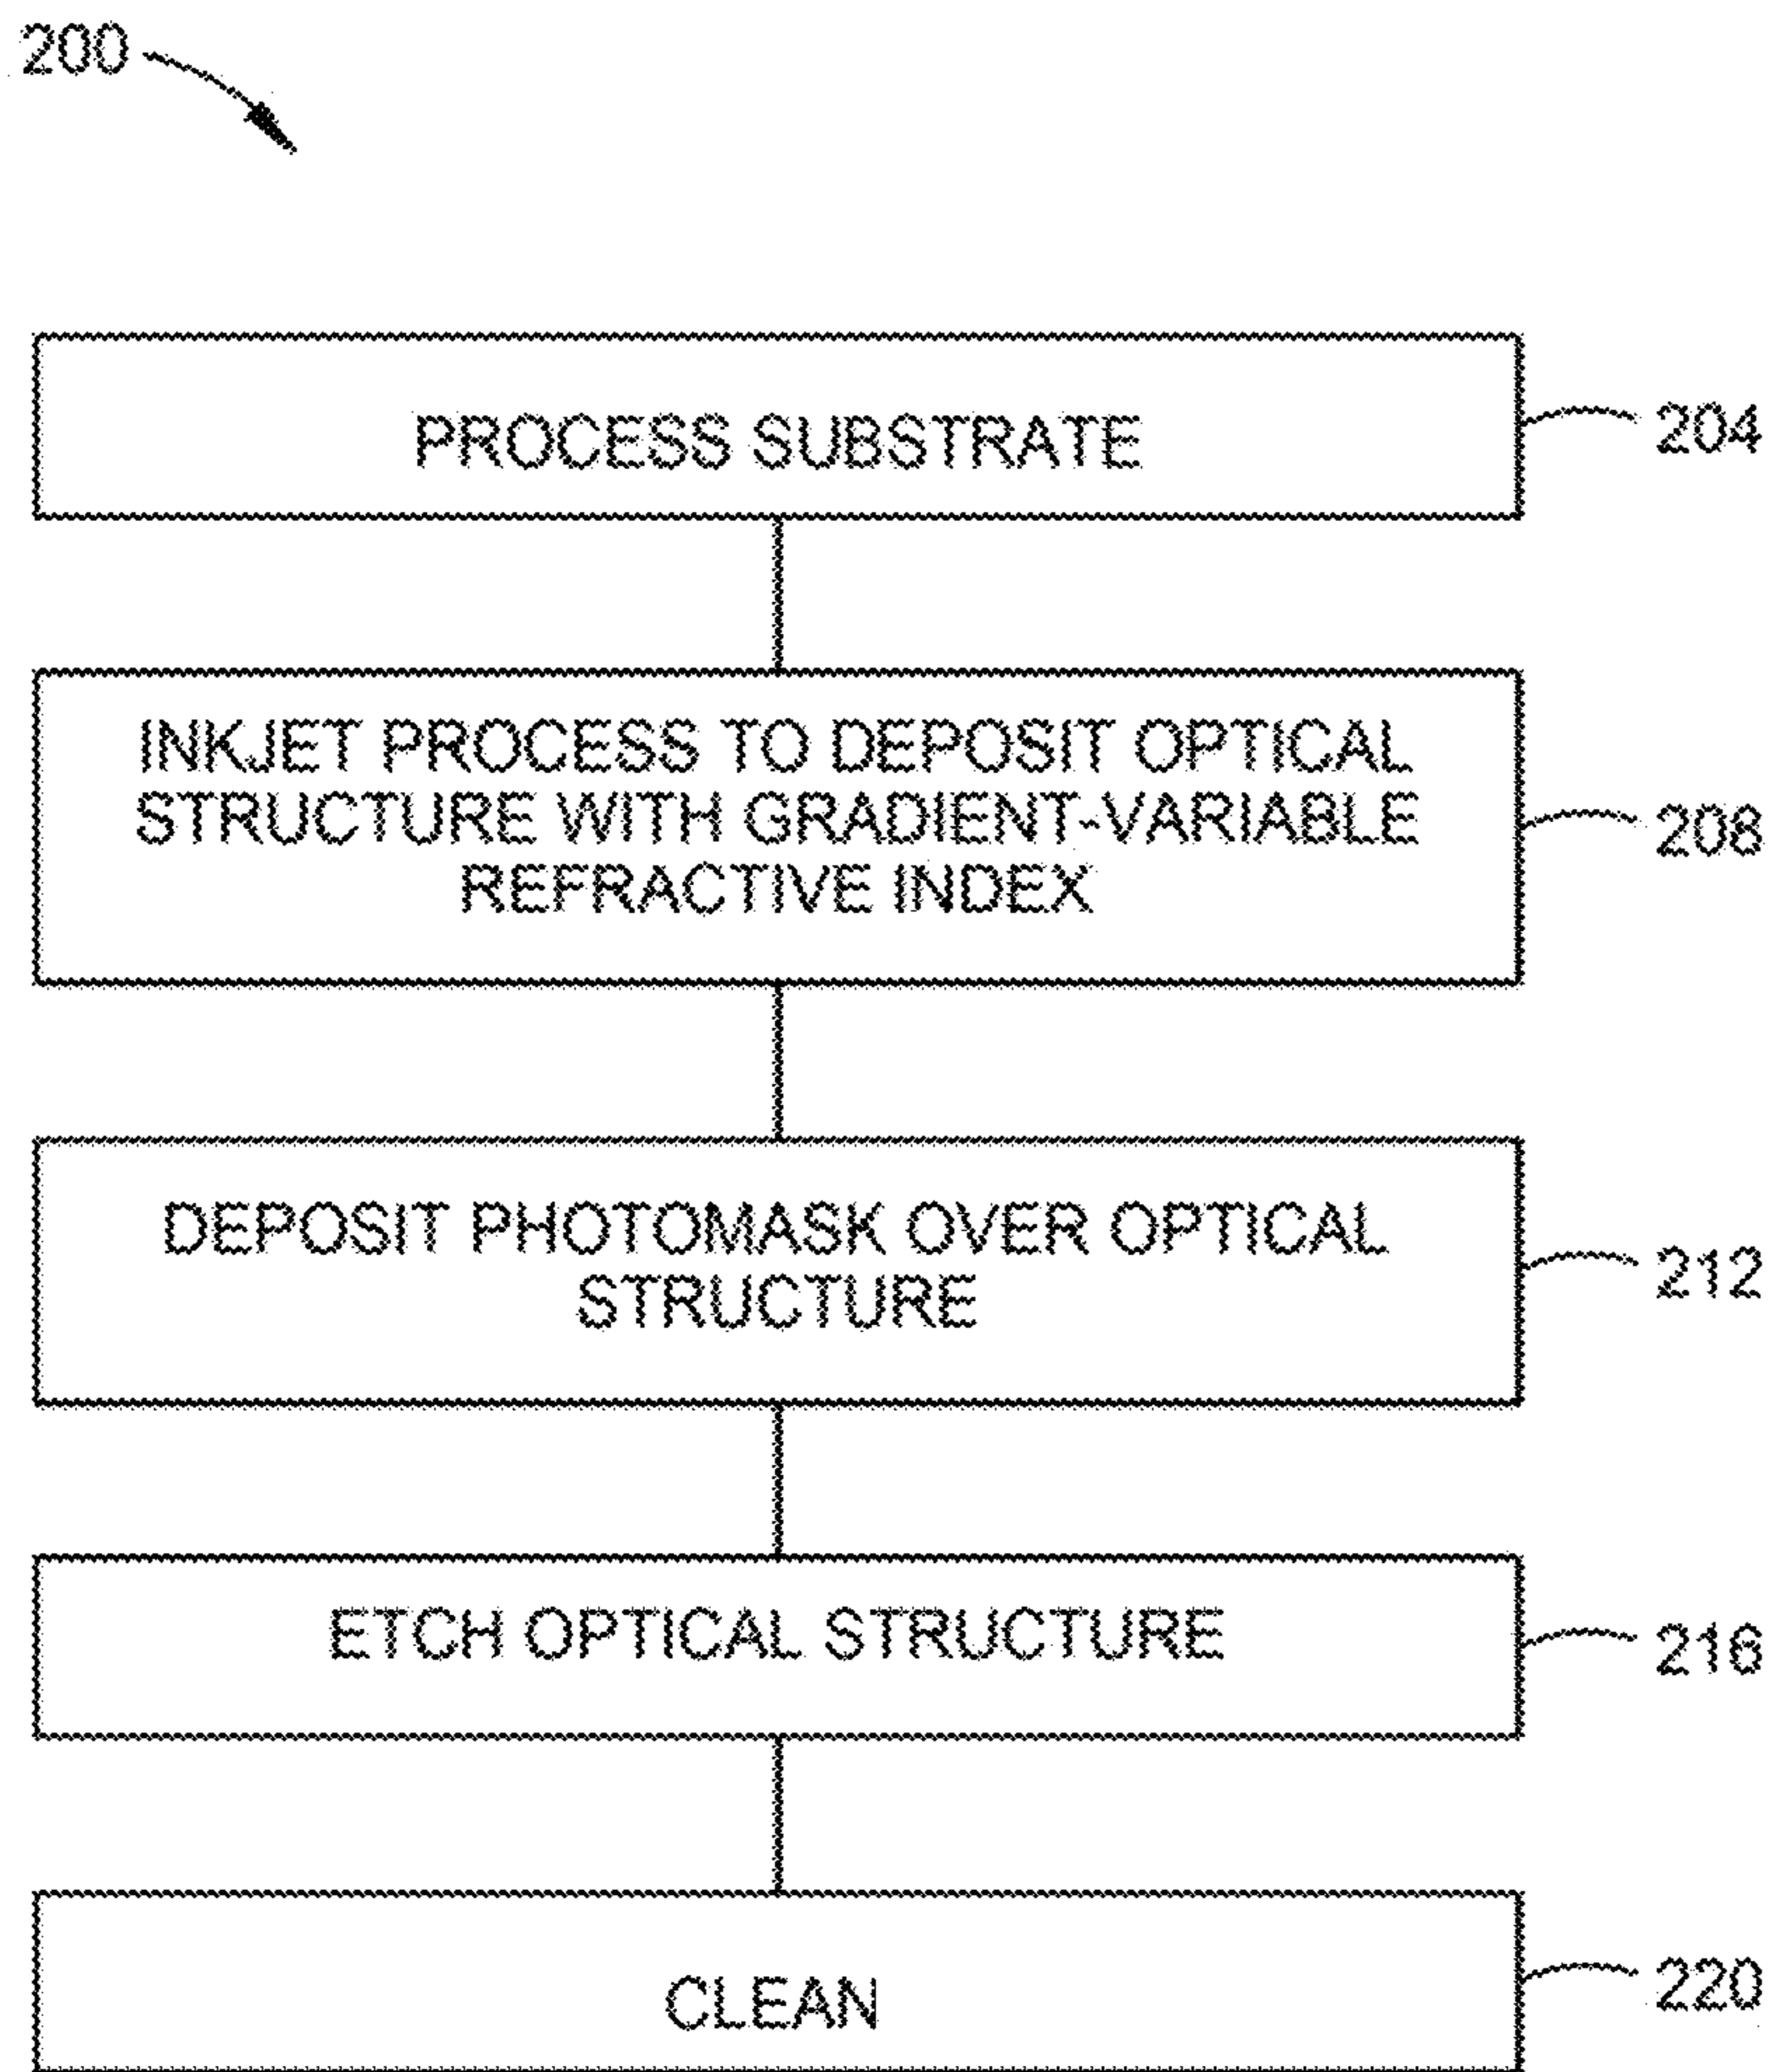 200
PROCESS SUBSTRATE
204
INKJET PROCESS TO DEPOSIT OPTICAL
STRUCTURE WITH GRADIENT-VARIABLE
REFRACTIVE INDEX
208
DEPOSIT PHOTOMASK OVER OPTICAL
STRUCTURE
212
ETCH OPTICAL STRUCTURE
216
CLEAN
220